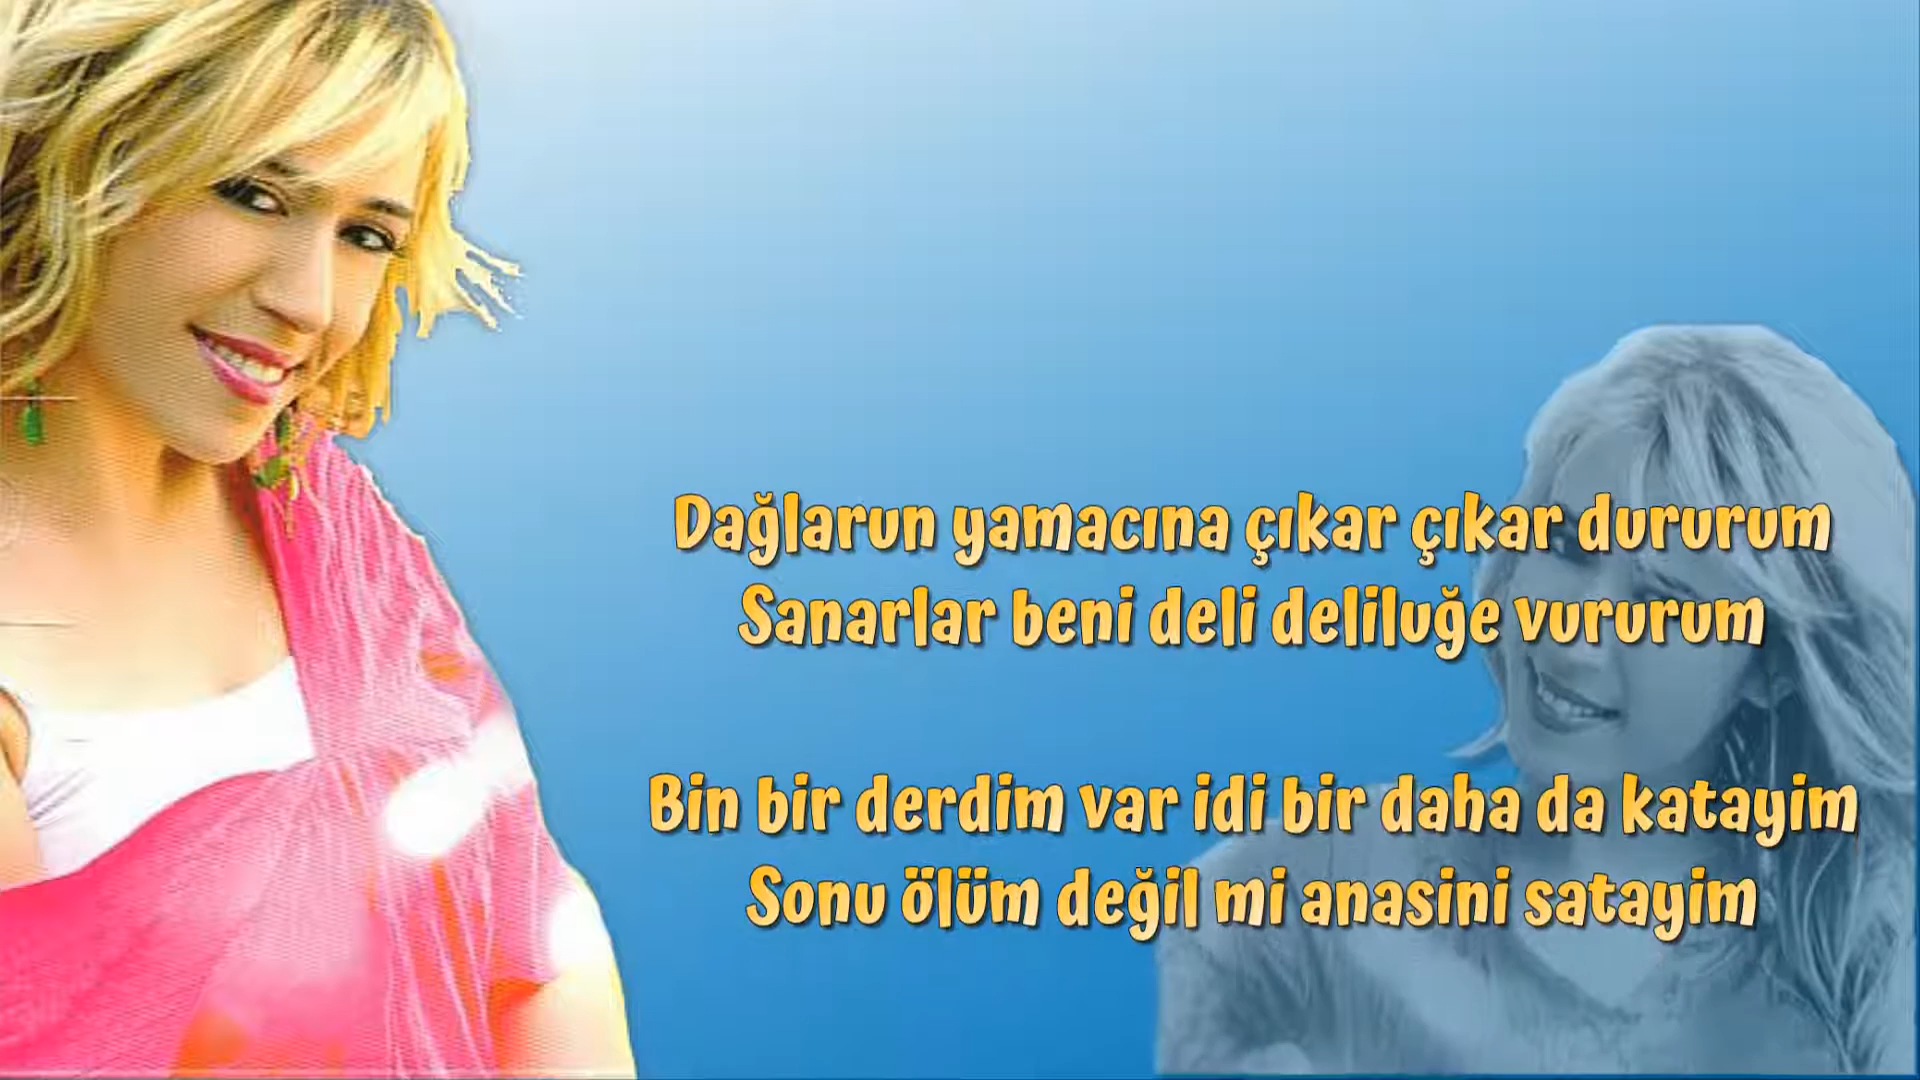 Dağlarun yamacına çıkar çıkar dururum
Sanarlar beni deli deliluğe vururum
Bin bir derdim var idi bir daha da katayim
Sonu ölüm değil mi anasini satayim